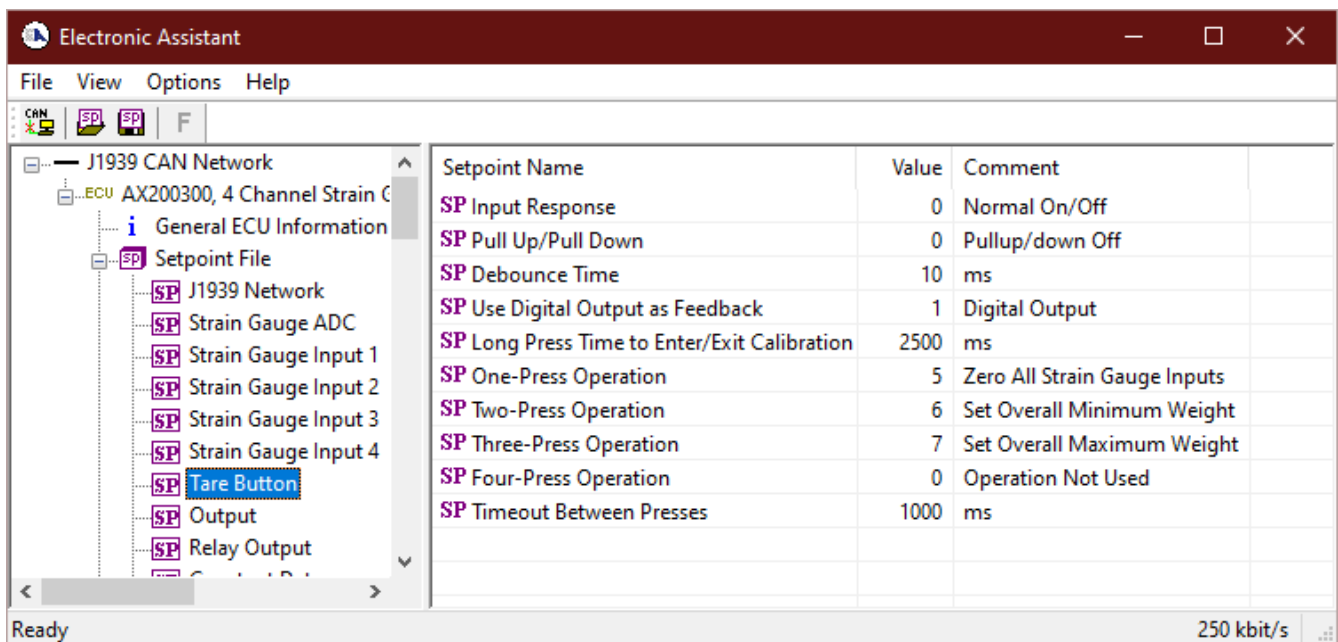 Electronic Assistant
File View Options Help
CAN SP SP F
J1939 CAN Network
ECU AX200300, 4 Channel Strain
i General ECU Information
SP Setpoint File
SP J1939 Network
SP Strain Gauge ADC
SP Strain Gauge Input 1
SP Strain Gauge Input 2
SP Strain Gauge Input 3
SP Strain Gauge Input 4
SP Tare Button
SP Output
SP Relay Output
Setpoint Name Value Comment
SP Input Response 0 Normal On/Off
SP Pull Up/Pull Down 0 Pullup/down Off
SP Debounce Time 10 ms
SP Use Digital Output as Feedback 1 Digital Output
SP Long Press Time to Enter/Exit Calibration 2500 ms
SP One-Press Operation 5 Zero All Strain Gauge Inputs
SP Two-Press Operation 6 Set Overall Minimum Weight
SP Three-Press Operation 7 Set Overall Maximum Weight
SP Four-Press Operation 0 Operation Not Used
SP Timeout Between Presses 1000 ms
Ready 250 kbit/s